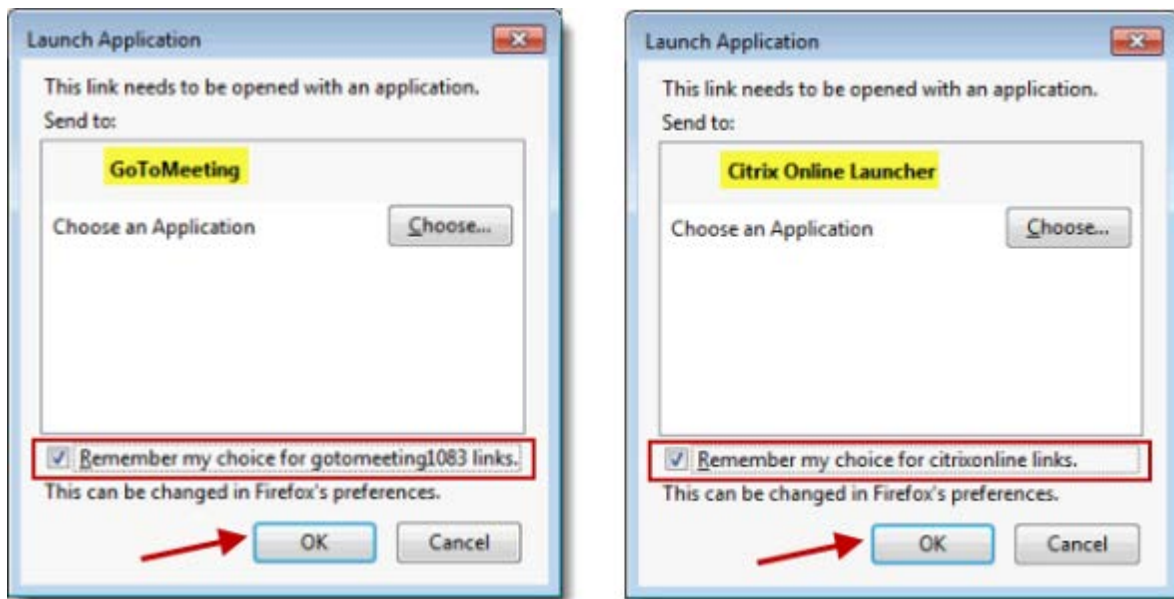 Launch Application
This link needs to be opened with an application.
Send to:
GoToMeeting
Choose an Application
Choose...
Remember my choice for gotomeeting1083 links.
This can be changed in Firefox's preferences.
OK
Cancel
Launch Application
This link needs to be opened with an application.
Send to:
Citrix Online Launcher
Choose an Application
Choose...
Remember my choice for citrixonline links.
This can be changed in Firefox's preferences.
OK
Cancel